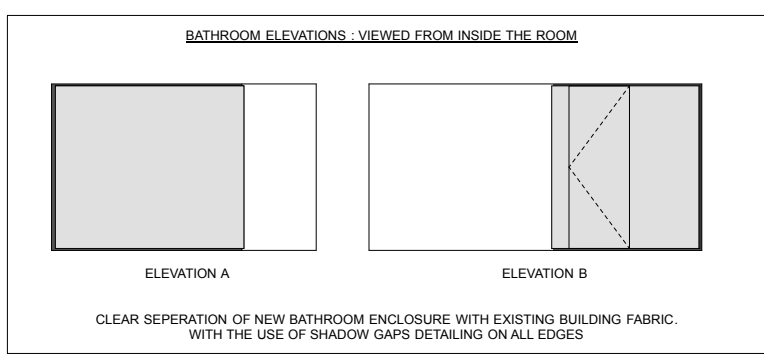 BATHROOM ELEVATIONS : VIEWED FROM INSIDE THE ROOM
ELEVATION A
ELEVATION B
CLEAR SEPERATION OF NEW BATHROOM ENCLOSURE WITH EXISTING BUILDING FABRIC.
WITH THE USE OF SHADOW GAPS DETAILING ON ALL EDGES